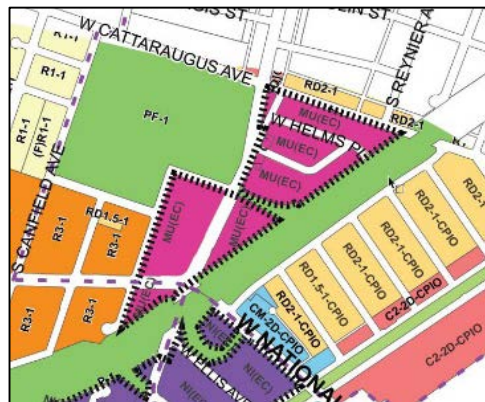 W CATTARAUGUS AVE
S REYNIER A
R1-1
R1-1
R1-1
(F)R1-1
PF-1
RD2-1
RD2-1
MU(EC)
W HELMS PL
MU(EC)
MU(EC)
RD2-1
RD2-1-CPIO
RD2-1-CPIO
RD2-1-CPIO
RD1.5-1-CPIO
RD2-1-CPIO
CM-2D-CPIO
C2-2D-CPIO
C2-2D-CPIO
S CANFIELD AVE
RD1.5-1
R3-1
R3-1
R3-1
R3-1
MU(EC)
MU(EC)
NI(EC)
NI(EC)
W NATIONAL